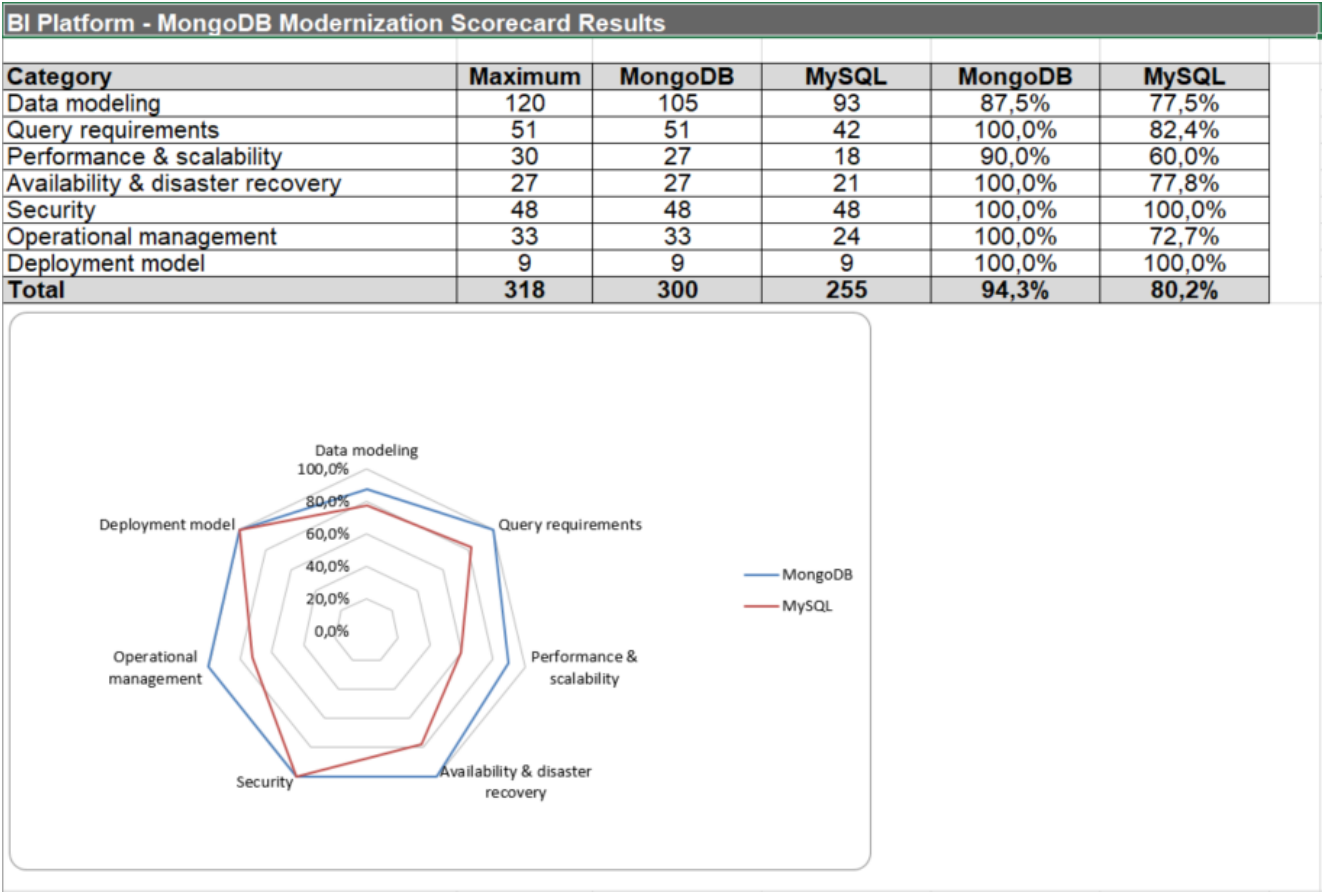 BI Platform - MongoDB Modernization Scorecard Results
Category Maximum MongoDB MySQL MongoDB MySQL
Data modeling 120 105 93 87,5% 77,5%
Query requirements 51 51 42 100,0% 82,4%
Performance & scalability 30 27 18 90,0% 60,0%
Availability & disaster recovery 27 27 21 100,0% 77,8%
Security 48 48 48 100,0% 100,0%
Operational management 33 33 24 100,0% 72,7%
Deployment model 9 9 9 100,0% 100,0%
Total 318 300 255 94,3% 80,2%
Data modeling
100,0%
80,0%
60,0%
40,0%
20,0%
0,0%
Query requirements
Performance &
scalability
Availability & disaster
recovery
Security
Operational
management
Deployment model
MongoDB
MySQL